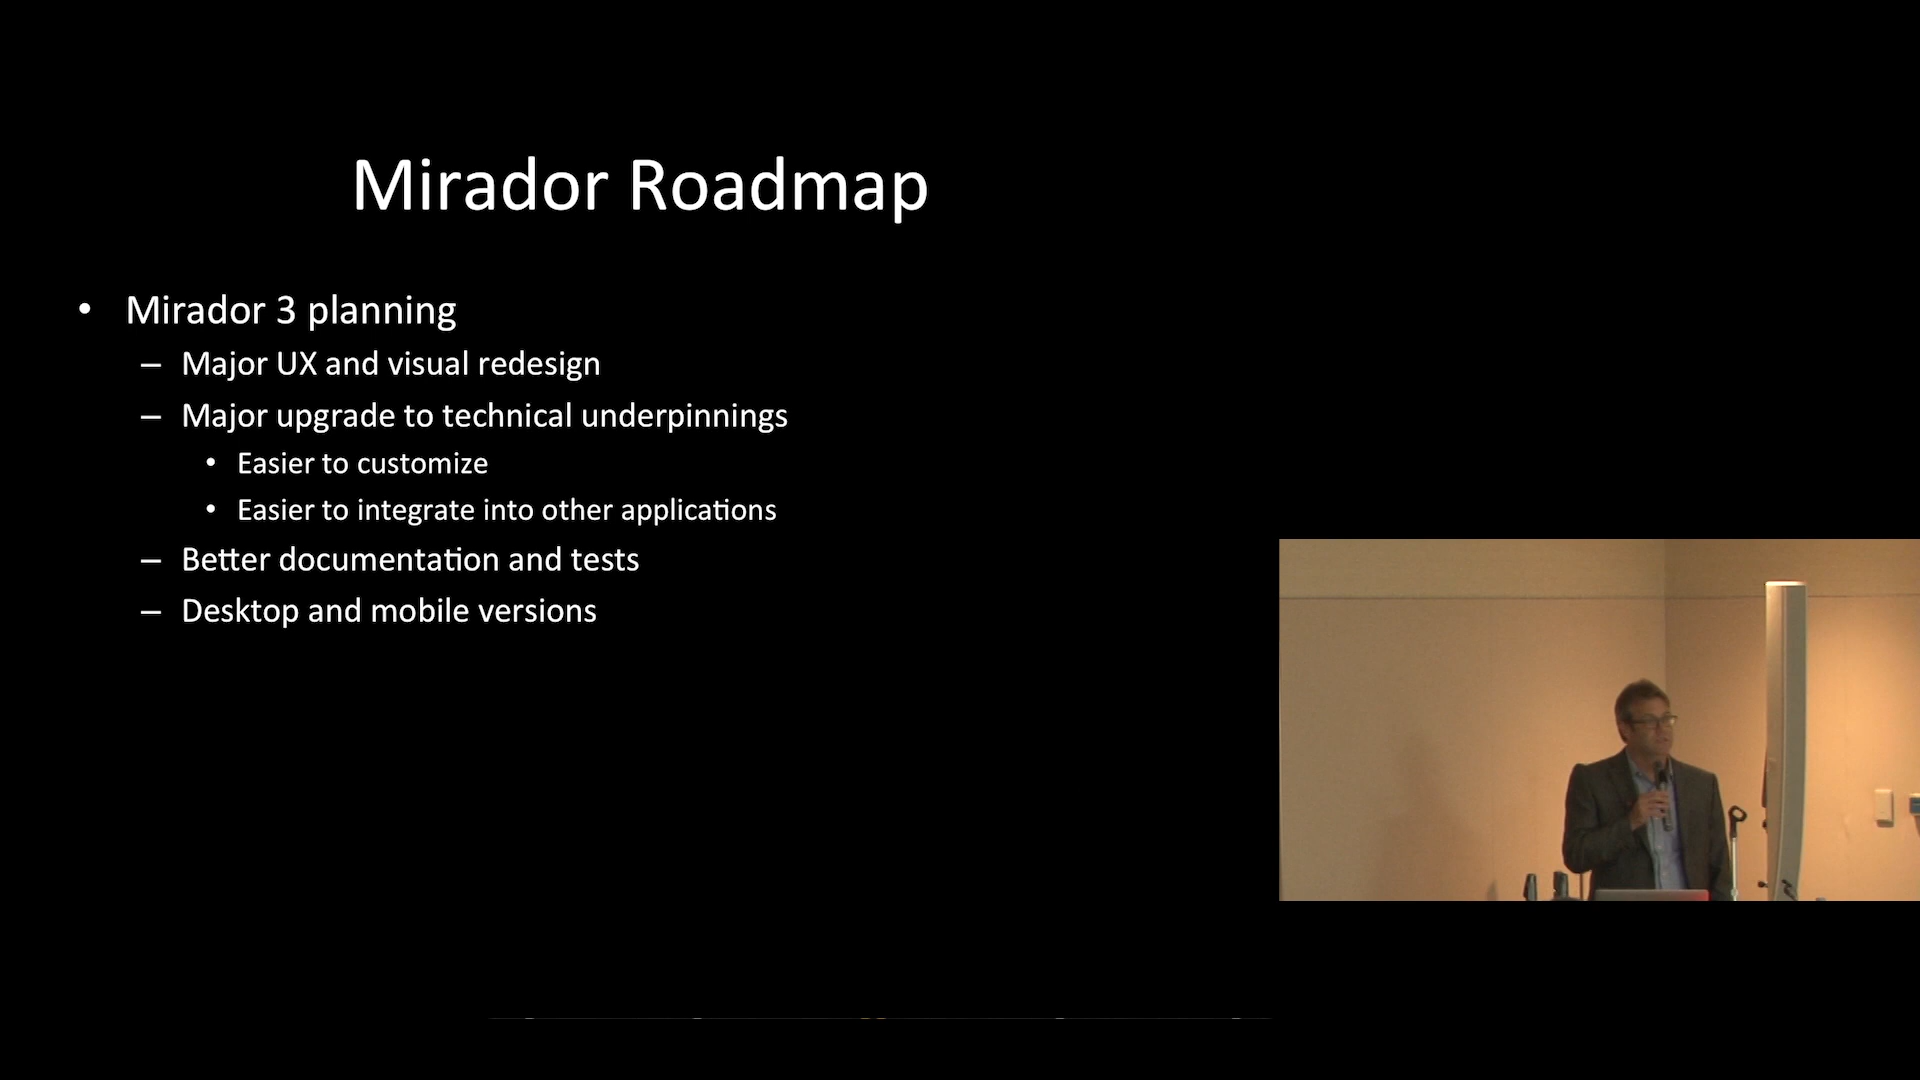 Mirador Roadmap
• Mirador 3 planning
– Major UX and visual redesign
– Major upgrade to technical underpinnings
• Easier to customize
• Easier to integrate into other applications
– Better documentation and tests
– Desktop and mobile versions